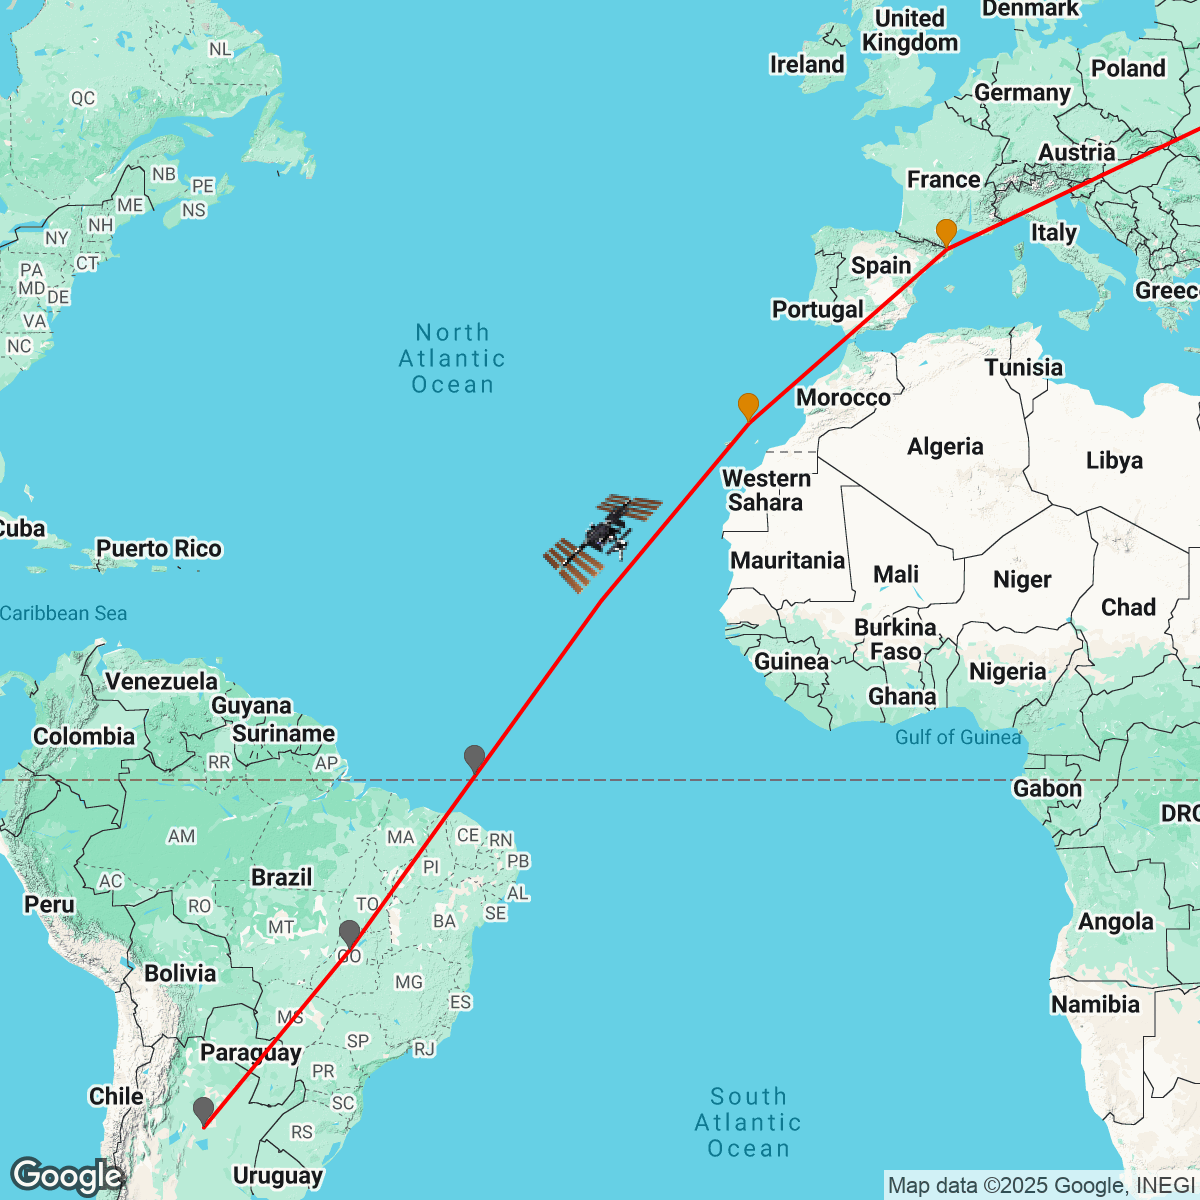 Denmark
United
Kingdom
NL
Ireland
Poland
Germany
QC
Austria
NB
France
PE
ME
NS
NH
NY
Italy
CT
Spain
PA
MD
DE
Greec
Portugal
VA
North
Atlantic
Ocean
NC
Tunisia
Morocco
Algeria
Libya
Western
Sahara
Cuba
Puerto Rico
Mauritania
Mali
Niger
Chad
Caribbean Sea
Burkina
Faso
Guinea
Nigeria
Venezuela
Ghana
Guyana
Suriname
Colombia
Gulf of Guinea
RR
AP
Gabon
DRC
AM
MA
CE
RN
PB
PI
Brazil
AC
TO
AL
Peru
RO
SE
MT
BA
Angola
GO
Bolivia
MG
ES
Namibia
MS
SP
RJ
Paraguay
PR
Chile
SC
South
Atlantic
Ocean
RS
Uruguay
Google
Map data ©2025 Google, INEGI